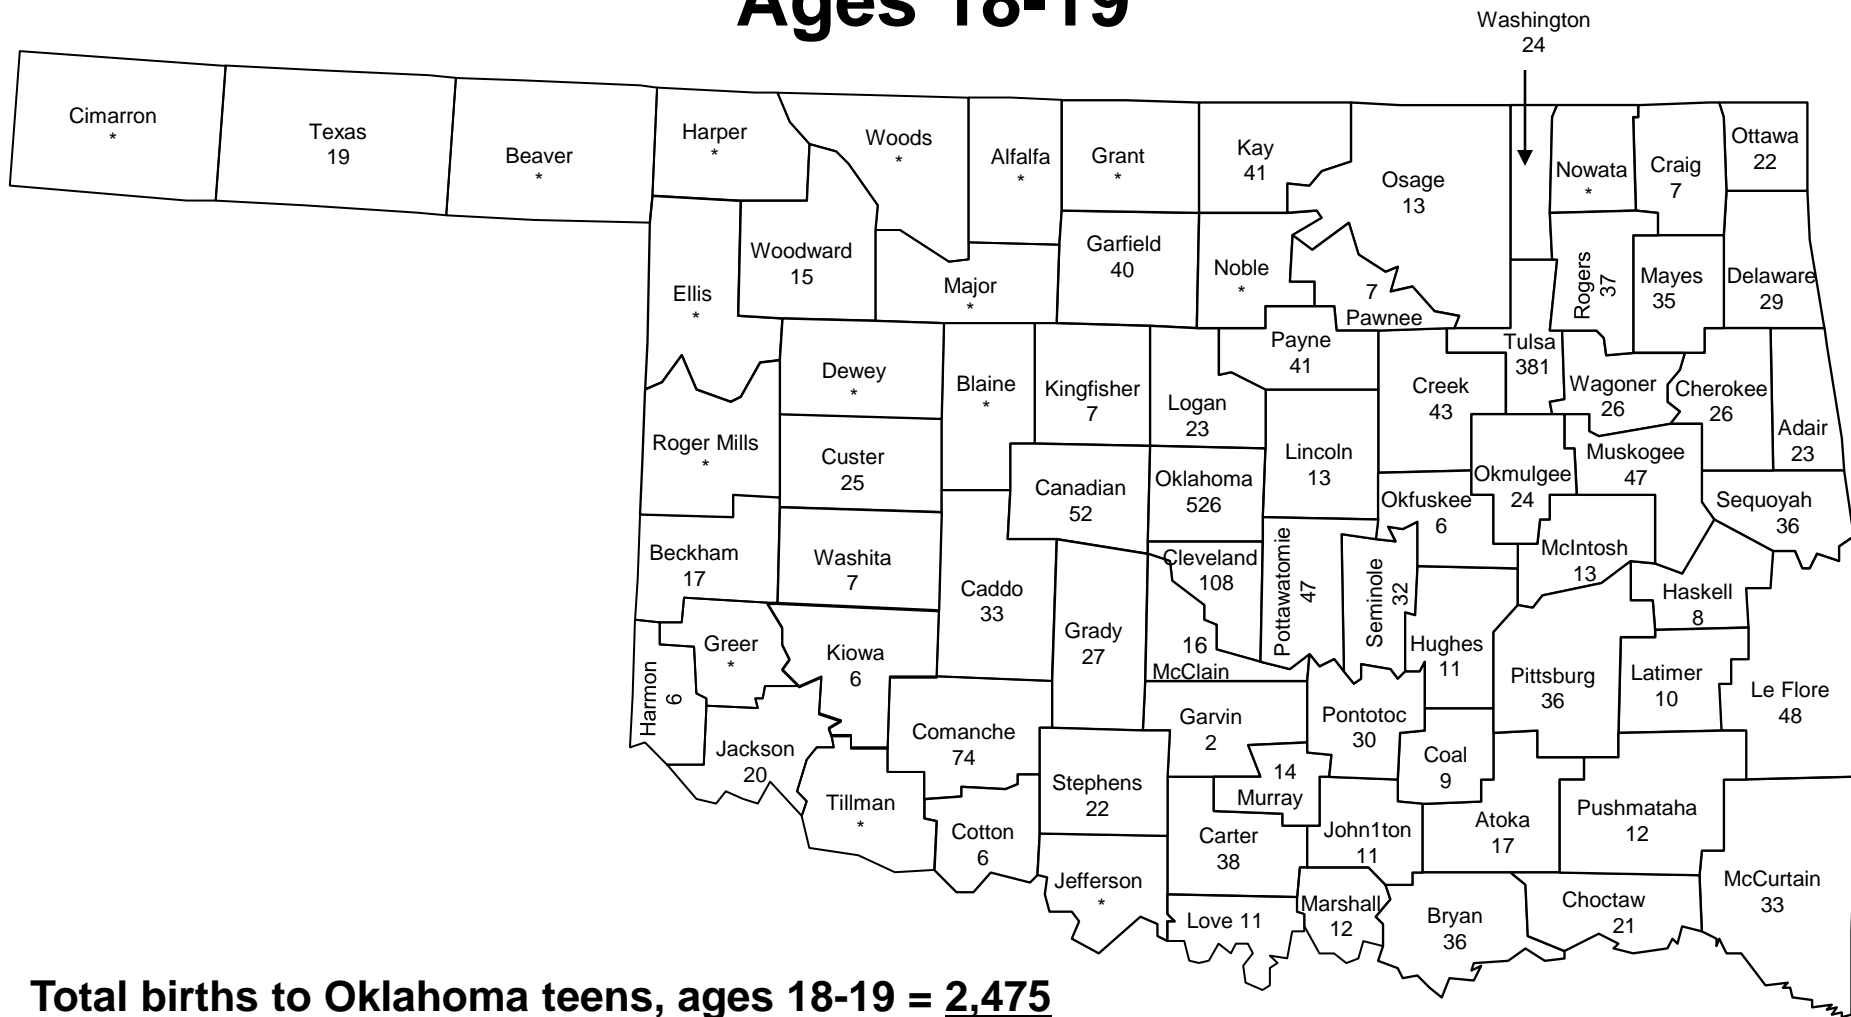 Ages 18-19
Washington
24
Cimarron
*
Texas
19
Beaver
*
Harper
*
Woods
*
Alfalfa
*
Grant
*
Kay
41
Osage
13
Nowata
*
Craig
7
Ottawa
22
Ellis
*
Woodward
15
Major
*
Garfield
40
Noble
*
7
Pawnee
Rogers
37
Mayes
35
Delaware
29
Dewey
*
Blaine
*
Kingfisher
7
Logan
23
Payne
41
Creek
43
Tulsa
381
Wagoner
26
Cherokee
26
Adair
23
Roger Mills
*
Custer
25
Canadian
52
Oklahoma
526
Lincoln
13
Okfuskee
6
Okmulgee
24
Muskogee
47
Sequoyah
36
Beckham
17
Washita
7
Caddo
33
Grady
27
Cleveland
108
16
McClain
Pottawatomie
47
Seminole
32
Hughes
11
McIntosh
13
Haskell
8
Pittsburg
36
Latimer
10
Le Flore
48
Harmon
6
Greer
*
Kiowa
6
Jackson
20
Comanche
74
Tillman
*
Cotton
6
Stephens
22
Jefferson
*
Garvin
2
14
Murray
Pontotoc
30
Coal
9
Carter
38
John1ton
11
Atoka
17
Pushmataha
12
Love 11
Marshall
12
Bryan
36
Choctaw
21
McCurtain
33
Total births to Oklahoma teens, ages 18-19 = 2,475